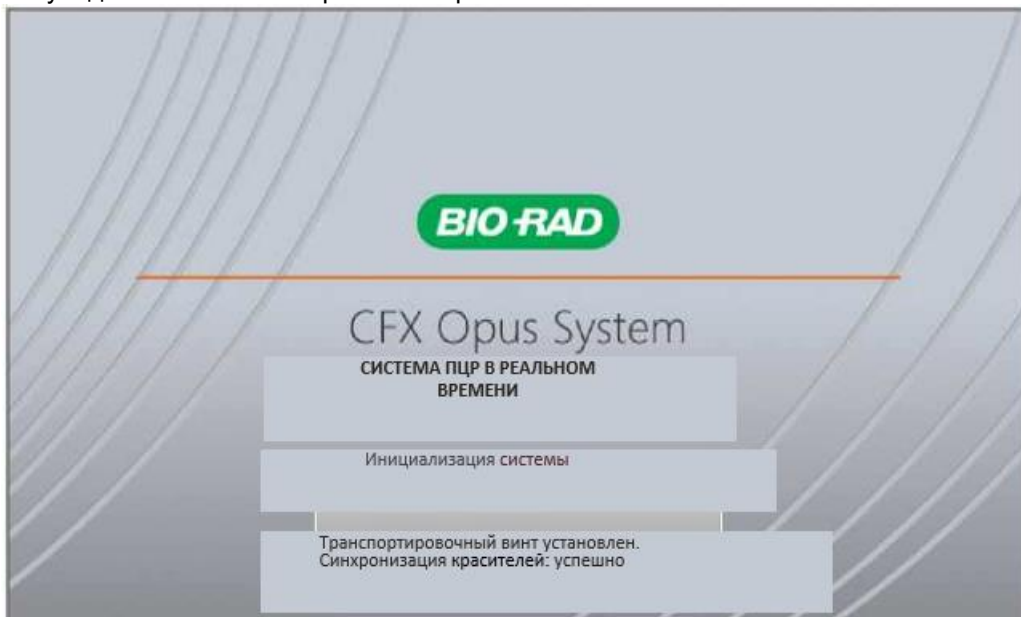 BIO-RAD
CFX Opus System
СИСТЕМА ПЦР В РЕАЛЬНОМ
ВРЕМЕНИ
Инициализация системы
Транспортировочный винт установлен.
Синхронизация красителей: успешно